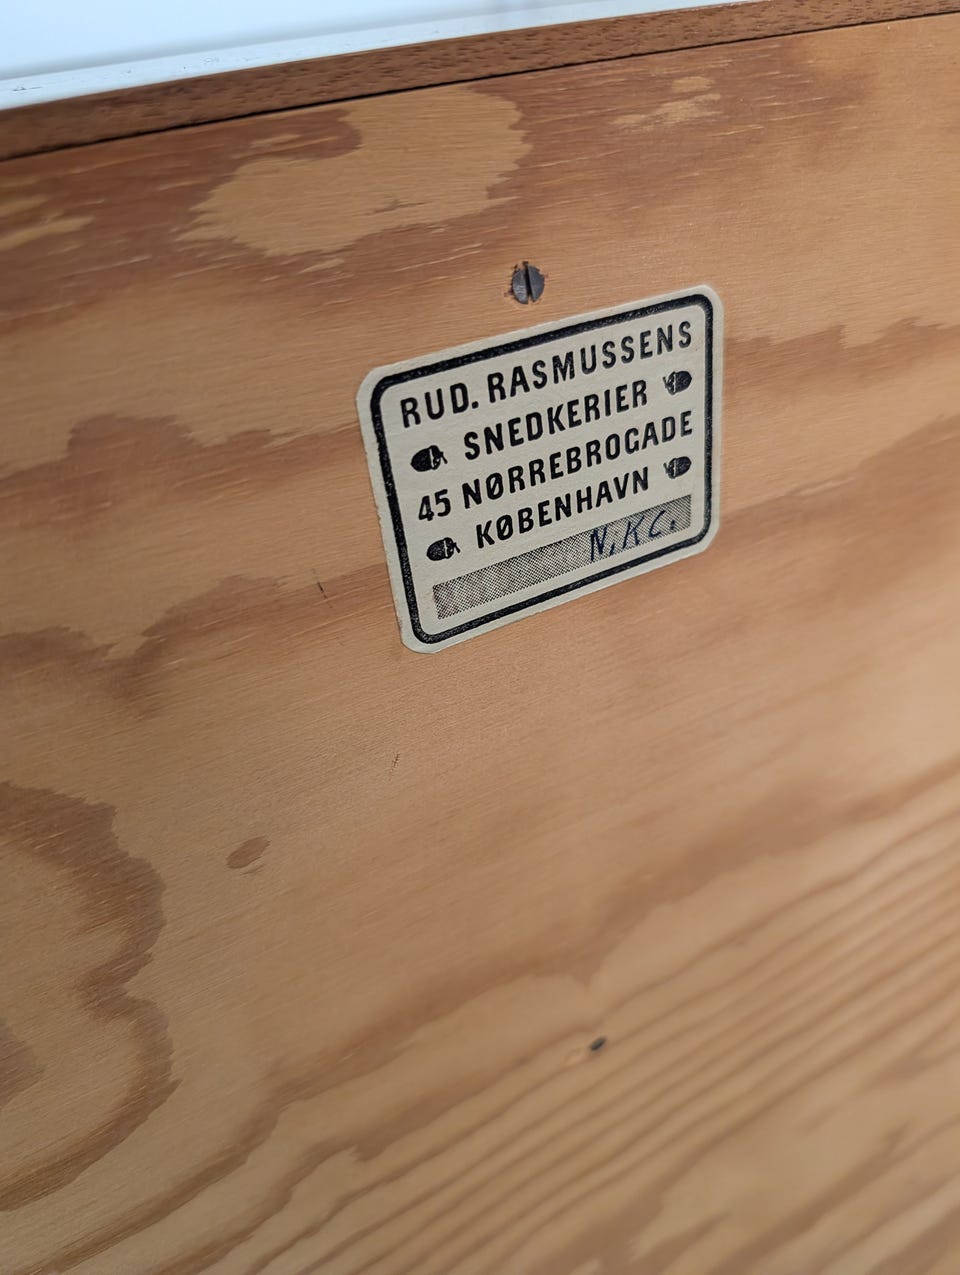 RUD. RASMUSSENS
SNEDKERIER
45 NØRREBROGADE
KØBENHAVN
N.K.C.